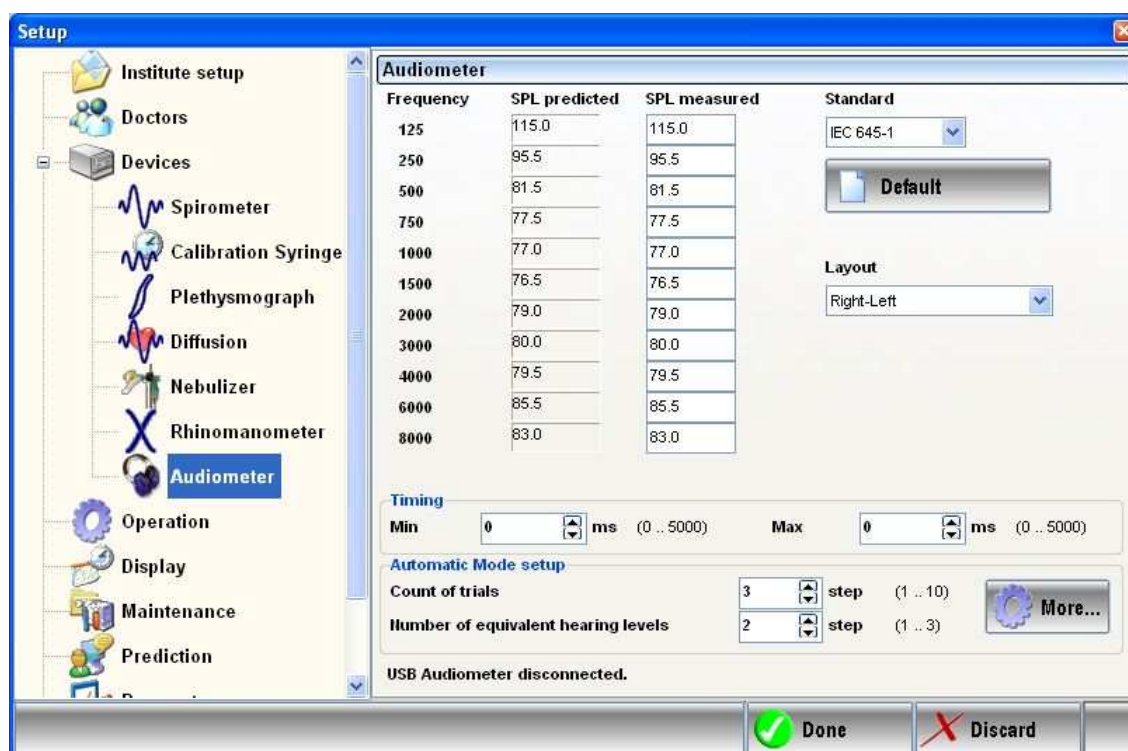 Setup
Institute setup
Doctors
Devices
Spirometer
Calibration Syringe
Plethysmograph
Diffusion
Nebulizer
Rhinomanometer
Audiometer
Operation
Display
Maintenance
Prediction
Audiometer
Frequency SPL predicted SPL measured Standard
125 115.0 115.0 IEC 645-1
250 95.5 95.5
500 81.5 81.5 Default
750 77.5 77.5
1000 77.0 77.0
1500 76.5 76.5 Layout
2000 79.0 79.0 Right-Left
3000 80.0 80.0
4000 79.5 79.5
6000 85.5 85.5
8000 83.0 83.0
Timing
Min 0 ms (0 .. 5000) Max 0 ms (0 .. 5000)
Automatic Mode setup
Count of trials 3 step (1 .. 10)
More...
Number of equivalent hearing levels 2 step (1 .. 3)
USB Audiometer disconnected.
Done Discard